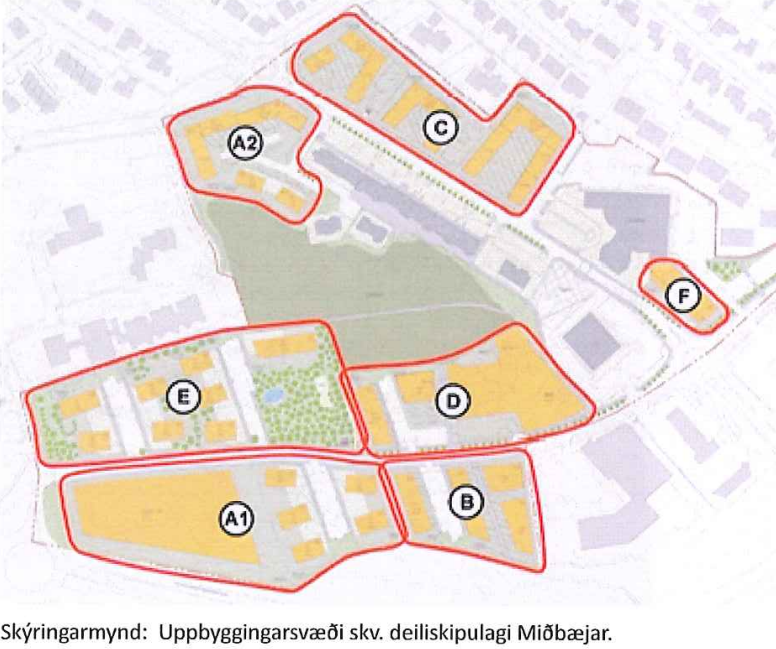 C
A2
F
E
D
A1
B
Skýringarmynd: Uppbyggingarsvæði skv. deiliskipulagi Miðbæjar.